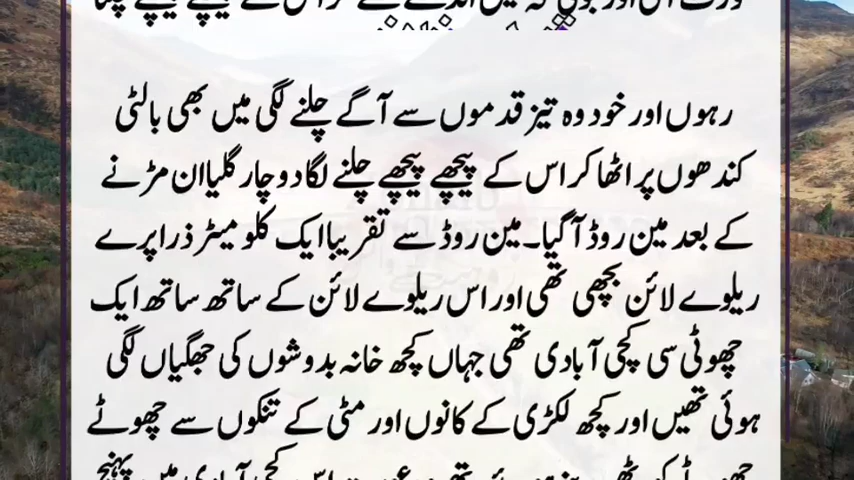 رہوں اور خود وہ تیز قدموں سے آگے چلنے لگی میں بھی بالٹی
کندھوں پر اٹھا کر اس کے پیچھے پیچھے چلنے لگا دو چار گلیاں مڑنے
کے بعد مین روڈ آ گیا۔ مین روڈ سے تقریبا ایک کلو میٹر ذرا پرے
ریلوے لائن بچھی تھی اور اس ریلوے لائن کے ساتھ ساتھ ایک
چھوٹی سی کچی آبادی تھی جہاں کچھ خانہ بدوشوں کی جھگیاں لگی
ہوئی تھیں اور کچھ لکڑی کے کانوں اور مٹی کے تنکوں سے چھوٹے